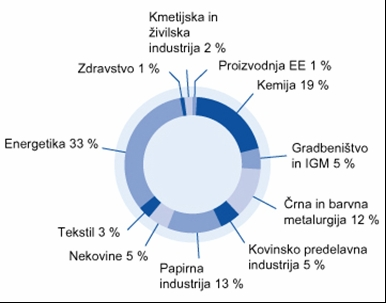 Kmetijska in
živilska
industrija 2 %
Proizvodnja EE 1 %
Zdravstvo 1 %
Kemija 19 %
Energetika 33 %
Gradbeništvo
in IGM 5 %
Črna in barvna
metalurgija 12 %
Tekstil 3 %
Nekovine 5 %
Kovinsko predelavna
industrija 5 %
Papirna
industrija 13 %